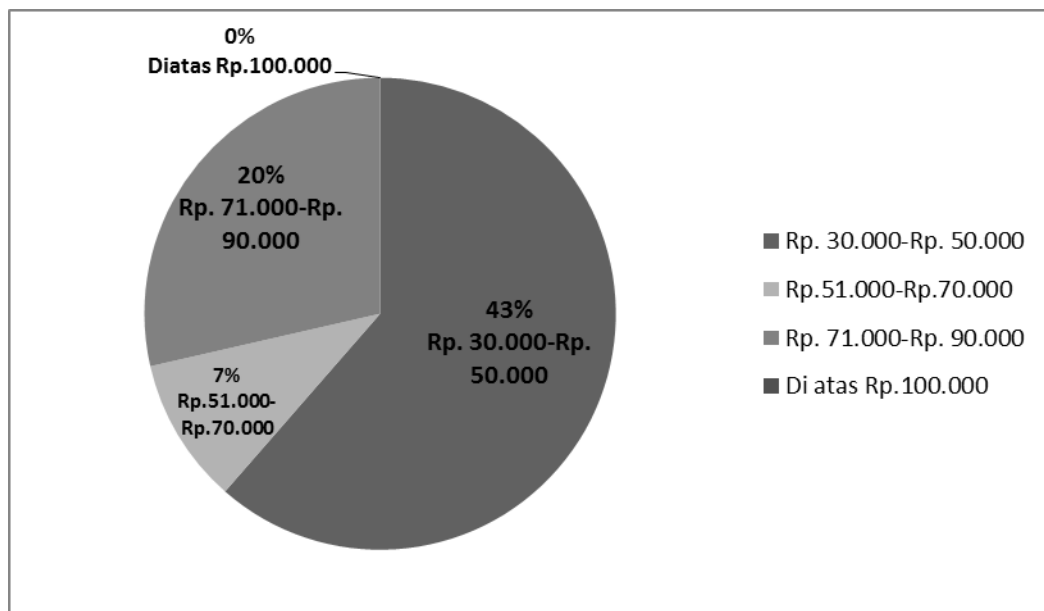 0%
Diatas Rp.100.000
20%
Rp. 71.000-Rp.
90.000
43%
Rp. 30.000-Rp.
50.000
7%
Rp.51.000-
Rp.70.000
Rp. 30.000-Rp. 50.000
Rp.51.000-Rp.70.000
Rp. 71.000-Rp. 90.000
Di atas Rp.100.000